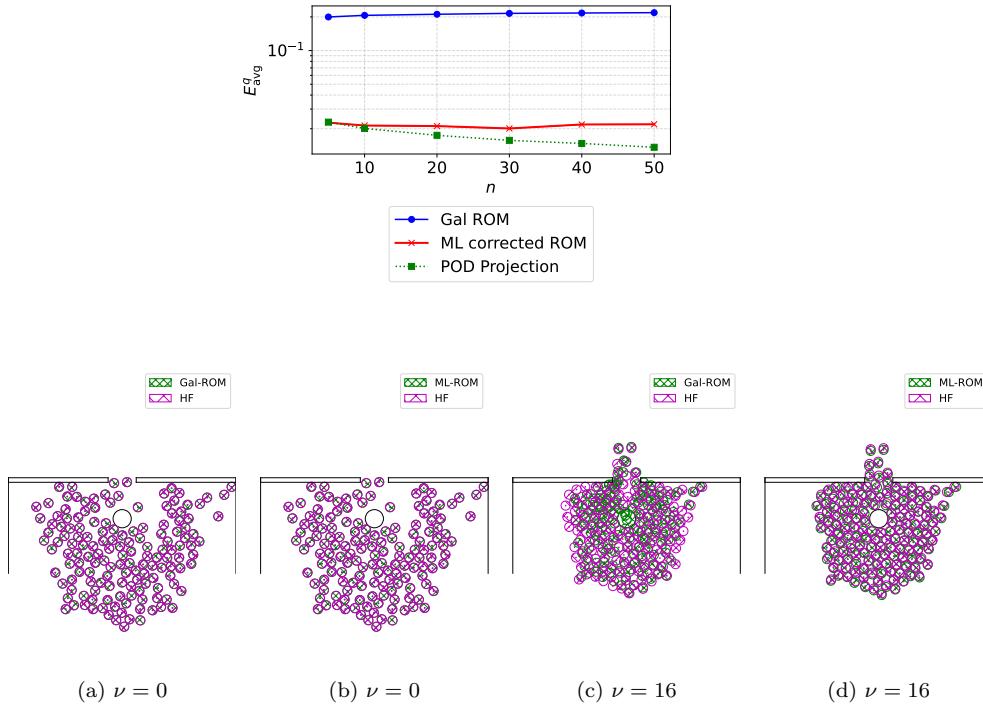 10⁻¹
E^q_avg
10 20 30 40 50
n
Gal ROM
ML corrected ROM
POD Projection
Gal-ROM
HF
ML-ROM
HF
Gal-ROM
HF
ML-ROM
HF
(a) ν = 0
(b) ν = 0
(c) ν = 16
(d) ν = 16